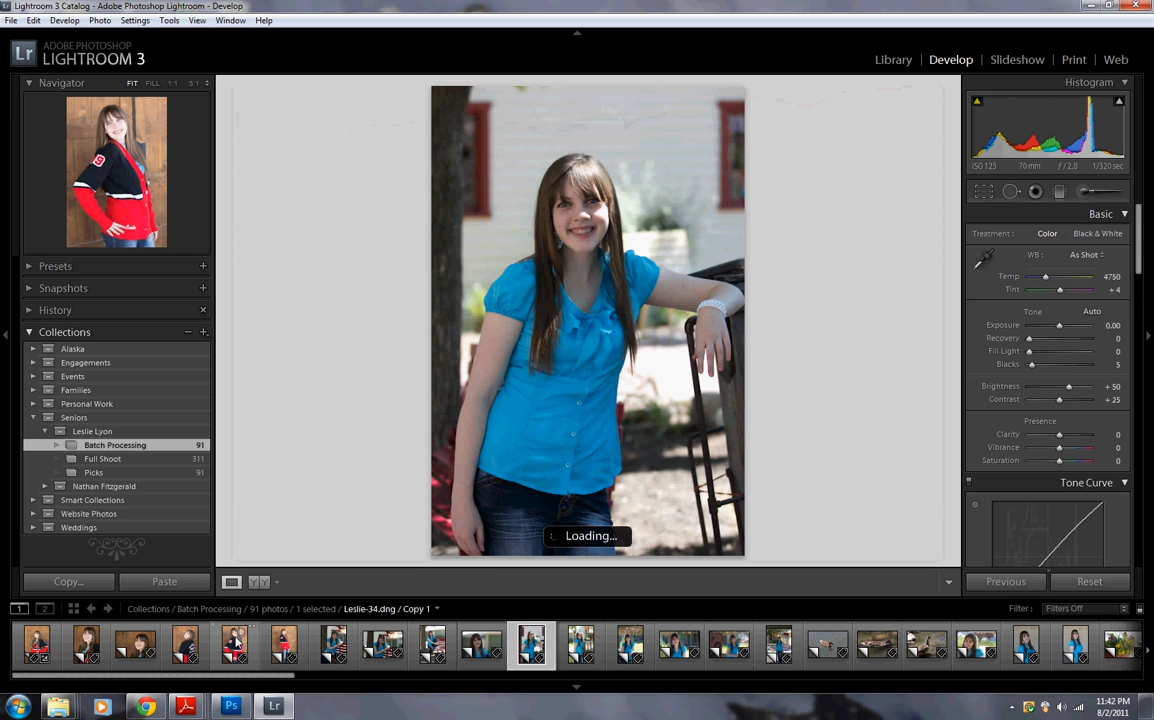 Lightroom 3 Catalog - Adobe Photoshop Lightroom - Develop
File Edit Develop Photo Settings Tools View Window Help
Lr ADOBE PHOTOSHOP
LIGHTROOM 3
Library | Develop | Slideshow | Print | Web
Navigator FIT FILL 1:1 3:1
Presets
Snapshots
History
Collections
Alaska
Engagements
Events
Families
Personal Work
Seniors
Leslie Lyon
Batch Processing 91
Full Shoot 311
Picks 91
Nathan Fitzgerald
Smart Collections
Website Photos
Weddings
Copy... Paste
Loading...
Histogram
ISO 125 70mm ƒ / 2.8 1/320 sec
Basic
Treatment : Color Black & White
WB : As Shot
Temp 4750
Tint + 4
Tone Auto
Exposure 0.00
Recovery 0
Fill Light 0
Blacks 5
Brightness + 50
Contrast + 25
Presence
Clarity 0
Vibrance 0
Saturation 0
Tone Curve
Previous Reset
1 2 Collections / Batch Processing / 91 photos / 1 selected / Leslie-34.dng / Copy 1 Filter : Filters Off
Ps Lr
11:42 PM
8/2/2011